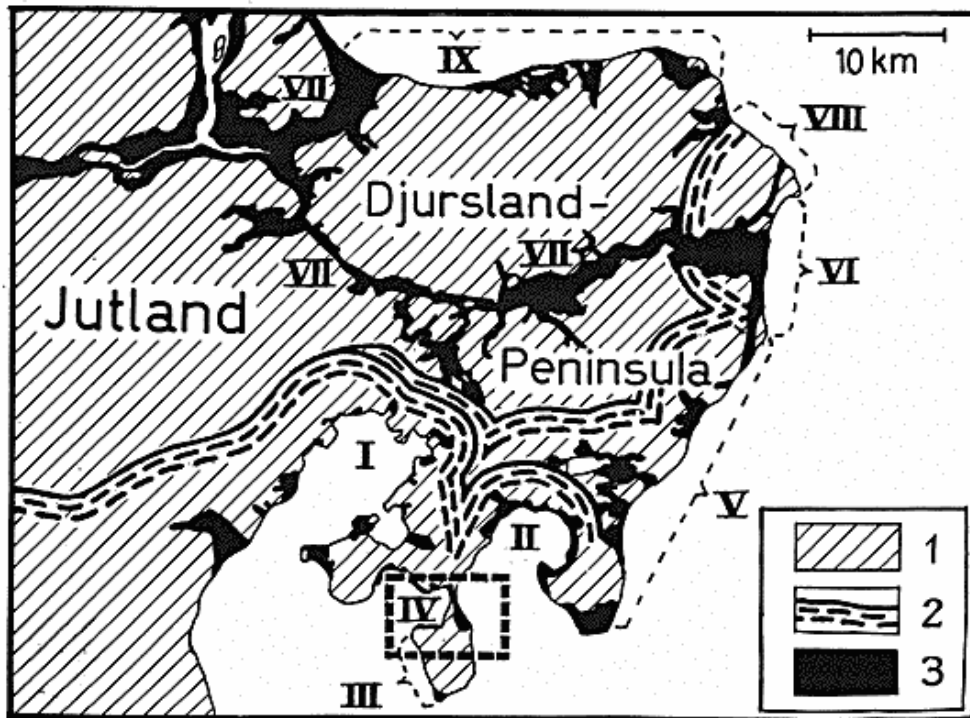 IX
10 km
VII
VIII
Djursland-
VII
VII
VI
Jutland
Peninsula
I
V
II
1
IV
2
III
3